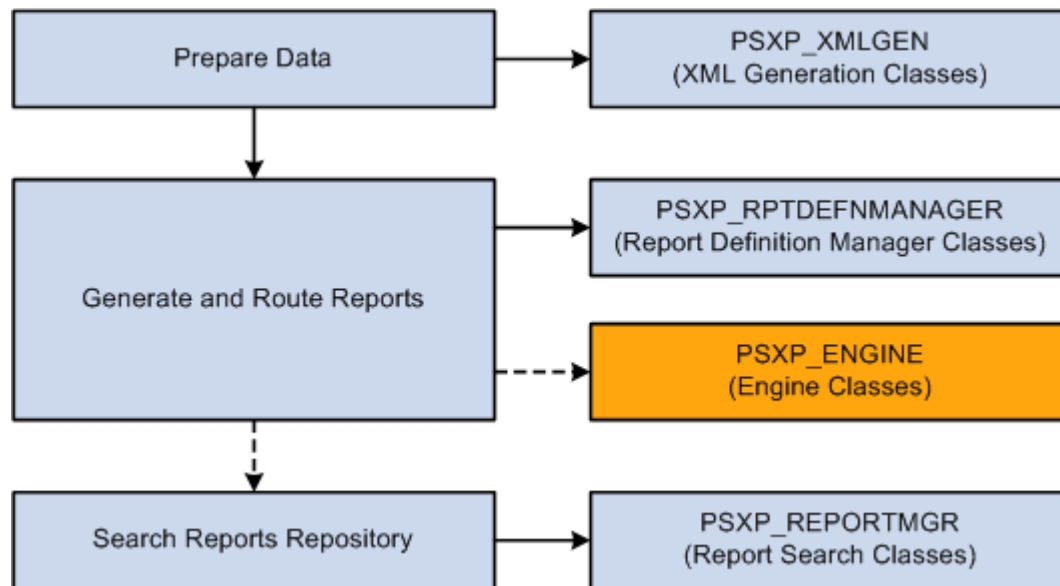 Prepare Data
PSXP_XMLGEN
(XML Generation Classes)
Generate and Route Reports
PSXP_RPTDEFNMANAGER
(Report Definition Manager Classes)
PSXP_ENGINE
(Engine Classes)
Search Reports Repository
PSXP_REPORTMGR
(Report Search Classes)